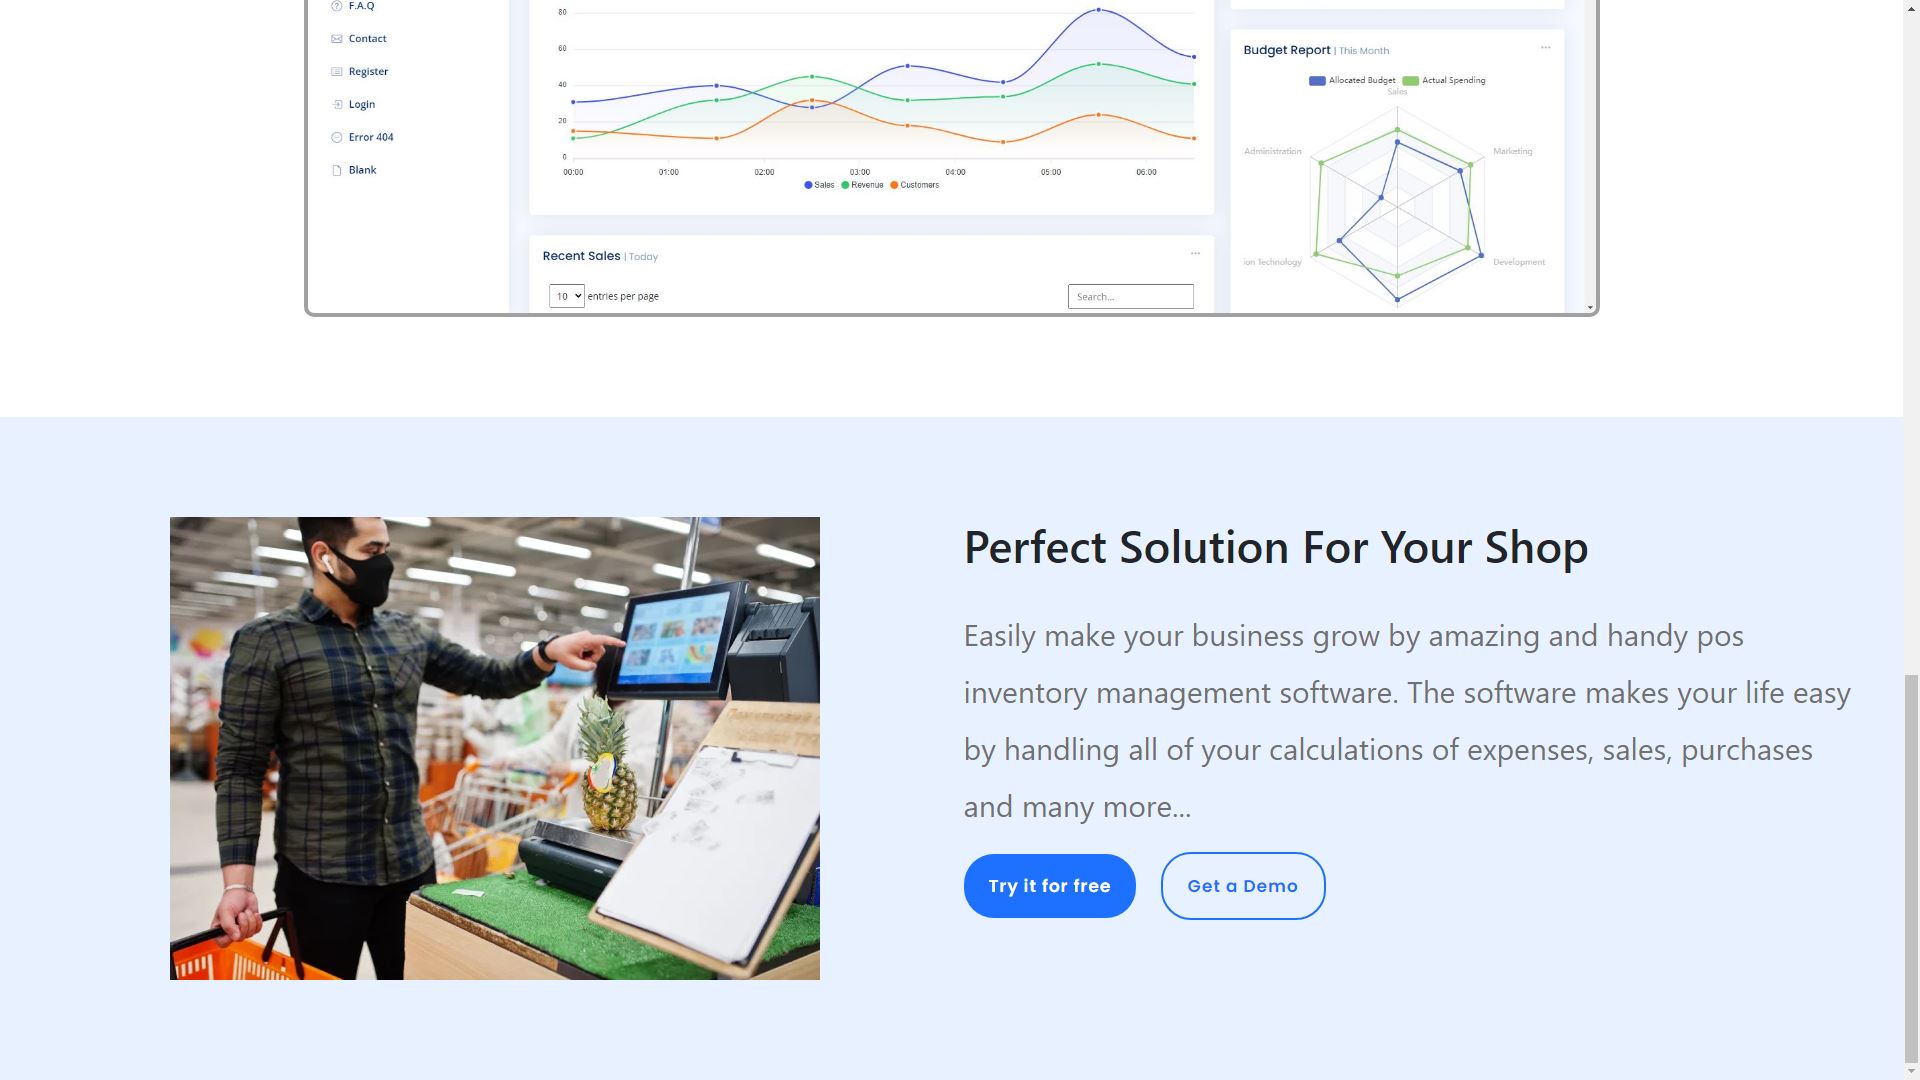 F.A.Q
Contact
Register
Login
Error 404
Blank
80
60
40
20
0
00:00 01:00 02:00 03:00 04:00 05:00 06:00
Sales Revenue Customers
Recent Sales | Today
10 entries per page
Search...
Budget Report | This Month
Allocated Budget Actual Spending
Sales
Administration Marketing
ion Technology Development
Perfect Solution For Your Shop
Easily make your business grow by amazing and handy pos
inventory management software. The software makes your life easy
by handling all of your calculations of expenses, sales, purchases
and many more...
Try it for free Get a Demo